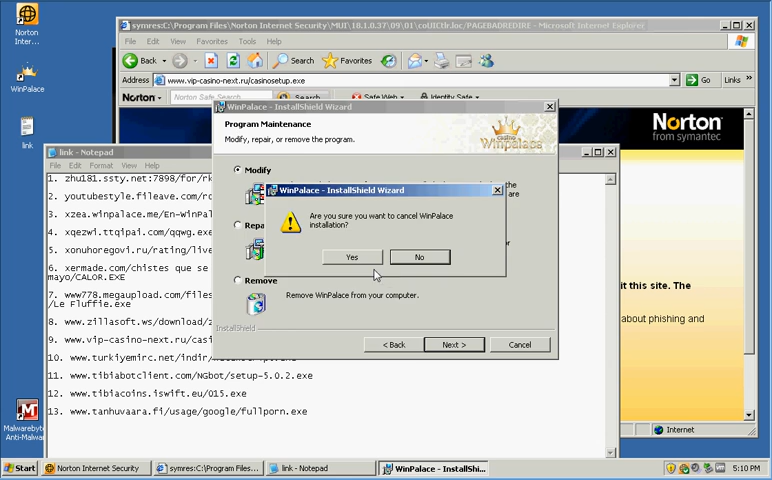 Norton
Inter...
WinPalace
link
Malwarebyt
Anti-Malwar
symres:C:\Program Files\Norton Internet Security\MUI\18.1.0.37\09\01\coUICtlr.loc/PAGEBADREDIRE - Microsoft Internet Explorer
File Edit View Favorites Tools Help
Back Search Favorites
Address www.vip-casino-next.ru/casinosetup.exe Go Links »
Norton Norton Safe Search Search Safe Web Identity Safe
Norton
from symantec
it this site. The
about phishing and
Internet
link - Notepad
File Edit Format View Help
1. zhu181.ssty.net:7898/for/rk
2. youtubestyle.fileave.com/
3. xzea.winpalace.me/En-WinPal
4. xqezwi.ttqipai.com/qqwg.ex
5. xonuhoregovi.ru/rating/live
6. xermade.com/chistes que se
mayo/CALOR.EXE
7. www778.megaupload.com/files
/Le Fluffie.exe
8. www.zillasoft.ws/download/z
9. www.vip-casino-next.ru/casi
10. www.turkiyemirc.net/indir/
11. www.tibiabotclient.com/NGbot/setup-5.0.2.exe
12. www.tibiacoins.iswift.eu/015.exe
13. www.tanhuvaara.fi/usage/google/fullporn.exe
WinPalace - InstallShield Wizard
Program Maintenance
Modify, repair, or remove the program.
casino
Winpalace
Modify
the
are
Repa
or
Remove
Remove WinPalace from your computer.
InstallShield
< Back Next > Cancel
WinPalace - InstallShield Wizard
Are you sure you want to cancel WinPalace
installation?
Yes No
Start Norton Internet Security symres:C:\Program Files... link - Notepad WinPalace - InstallShi... 5:10 PM